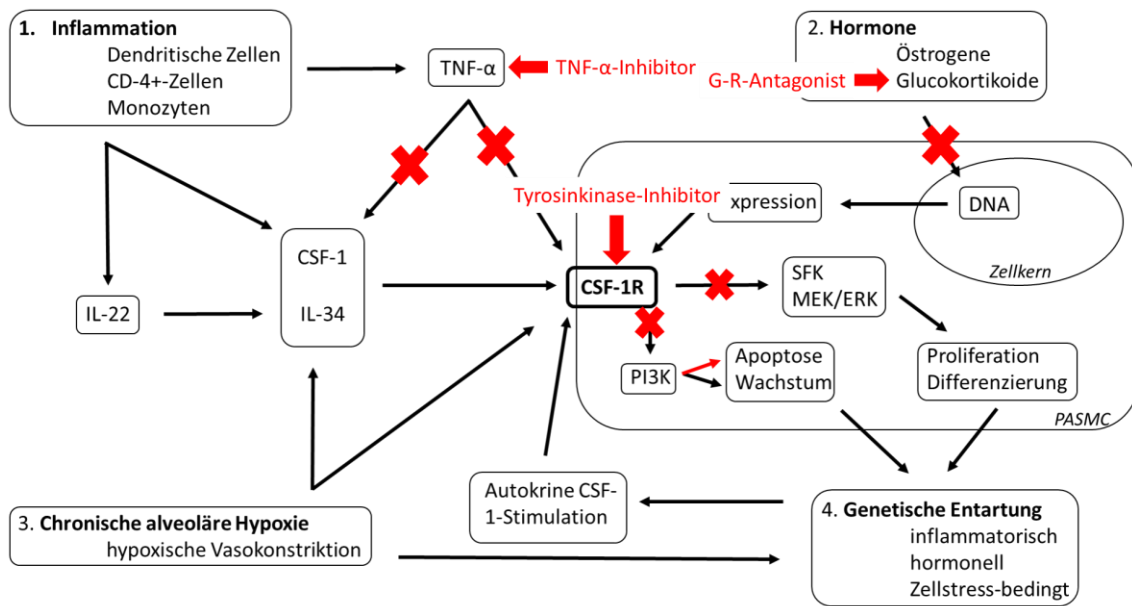 1. Inflammation
Dendritische Zellen
CD-4+-Zellen
Monozyten
TNF-α
TNF-α-Inhibitor
G-R-Antagonist
2. Hormone
Östrogene
Glucokortikoide
Tyrosinkinase-Inhibitor
xpression
DNA
Zellkern
CSF-1
IL-34
IL-22
CSF-1R
SFK
MEK/ERK
PI3K
Apoptose
Wachstum
Proliferation
Differenzierung
PASMC
Autokrine CSF-
1-Stimulation
3. Chronische alveoläre Hypoxie
hypoxische Vasokonstriktion
4. Genetische Entartung
inflammatorisch
hormonell
Zellstress-bedingt